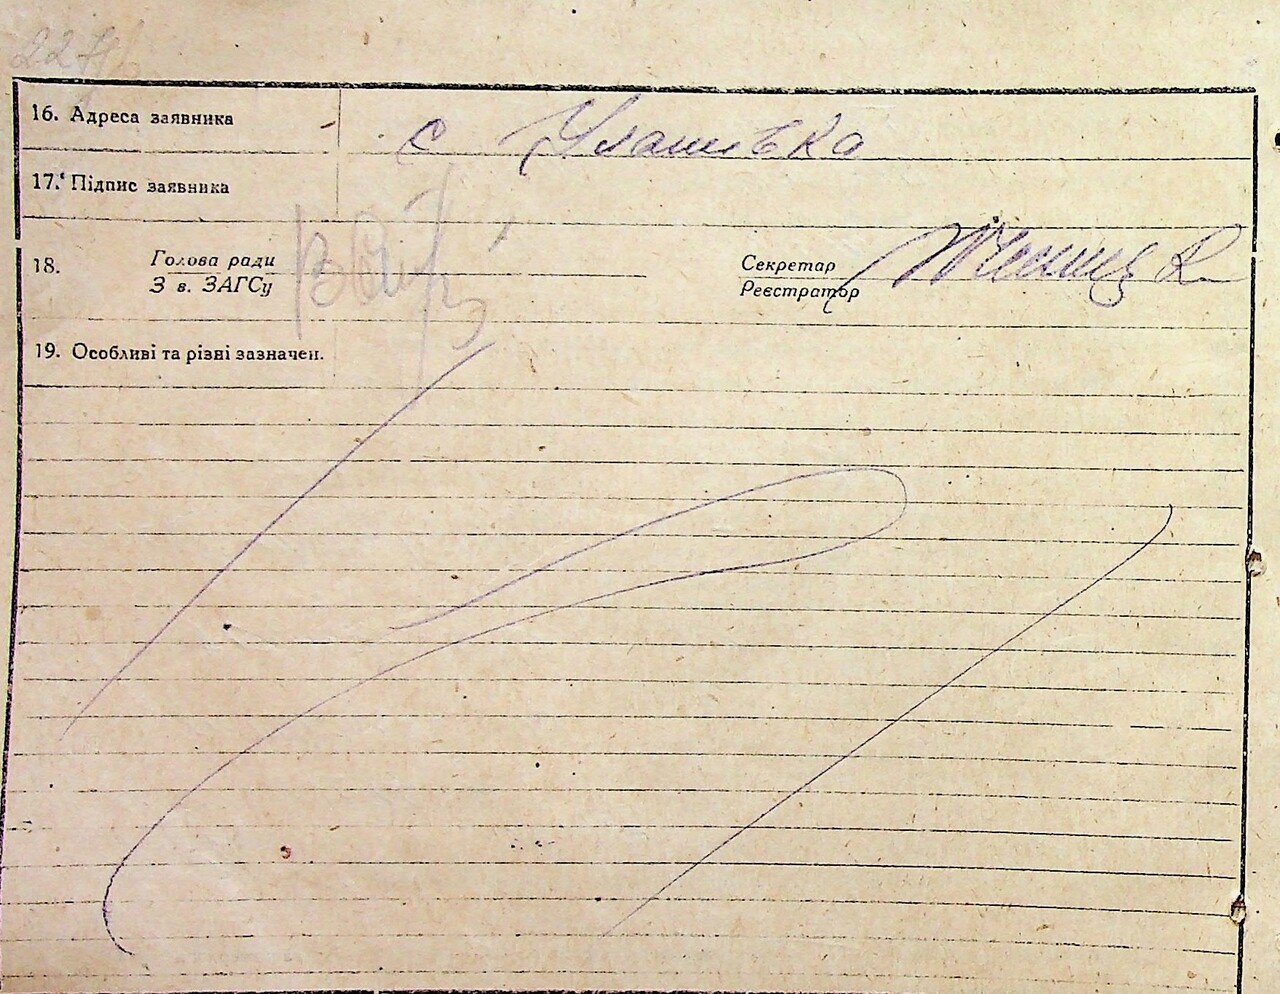 16. Адреса заявника с Уланівка
17. Підпис заявника
18. Голова ради Секретар
З в. ЗАГСу Реєстратор
19. Особливі та різні зазначен.